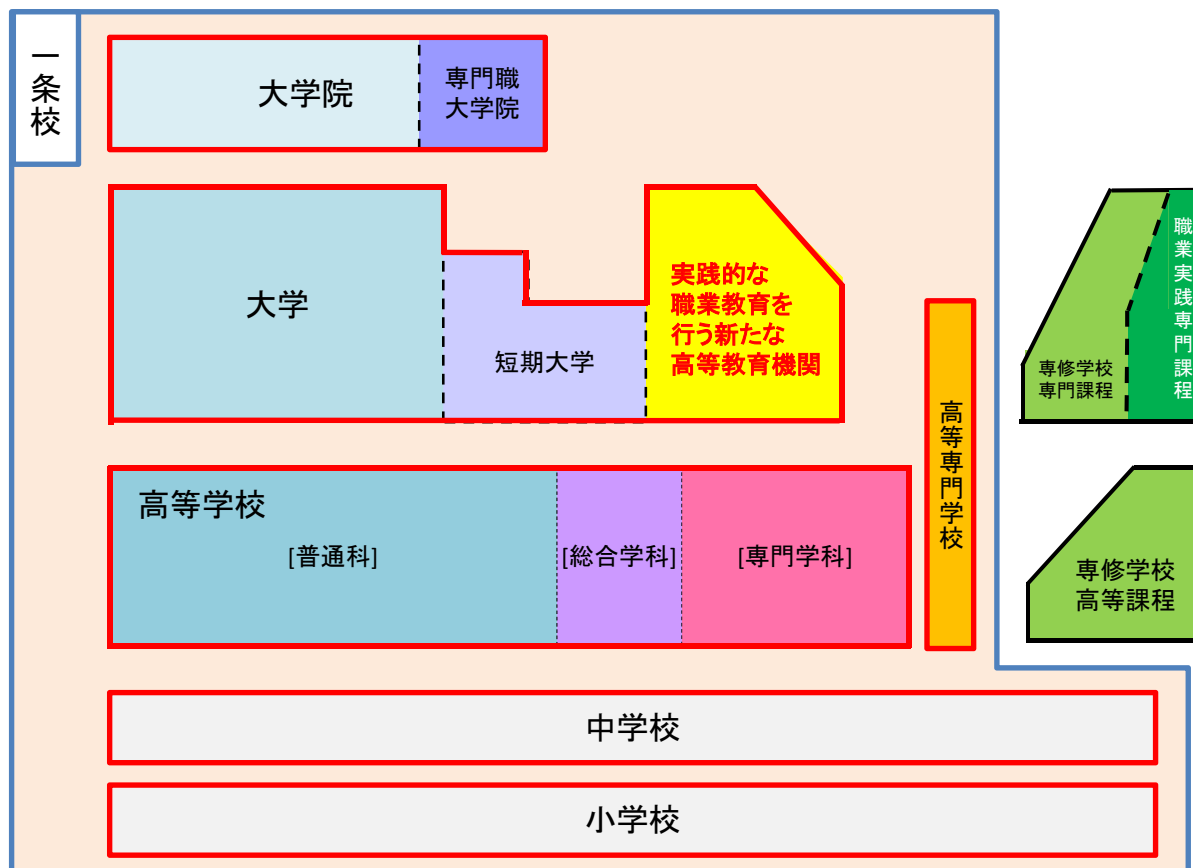 一条校
大学院
専門職
大学院
大学
短期大学
実践的な
職業教育を
行う新たな
高等教育機関
高等専門学校
専修学校
専門課程
職業実践専門課程
高等学校
[普通科]
[総合学科]
[専門学科]
専修学校
高等課程
中学校
小学校